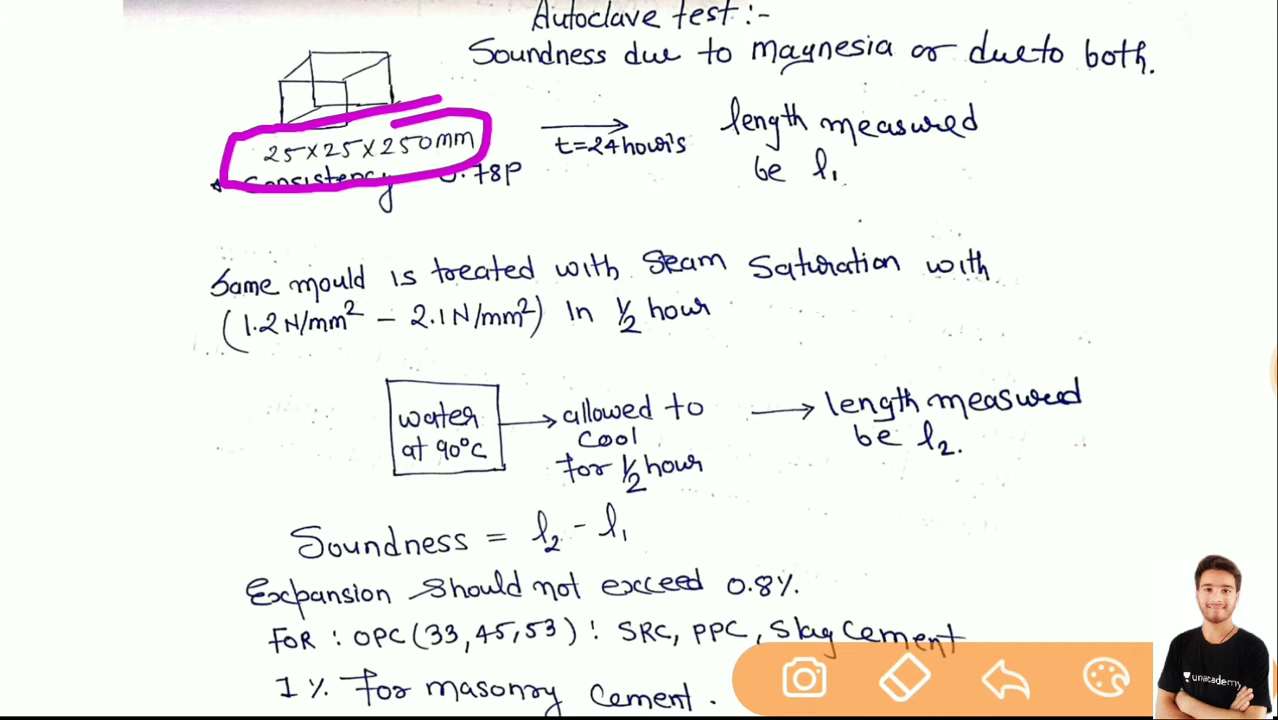 Autoclave test :-
Soundness due to magnesia or due to both.
25×25×250mm
t=24hour's
length measured
be l₁
* Consistency 0.78P
Same mould is treated with Steam Saturation with
(1.2N/mm² - 2.1N/mm²) In 1/2 hour
water
at 90°C
allowed to
cool
for 1/2 hour
length measured
be l₂.
Soundness = l₂ - l₁
Expansion Should not exceed 0.8%.
FOR : OPC (33,45,53) : SRC, PPC, Slag Cement
1% for masonry cement.
unacademy